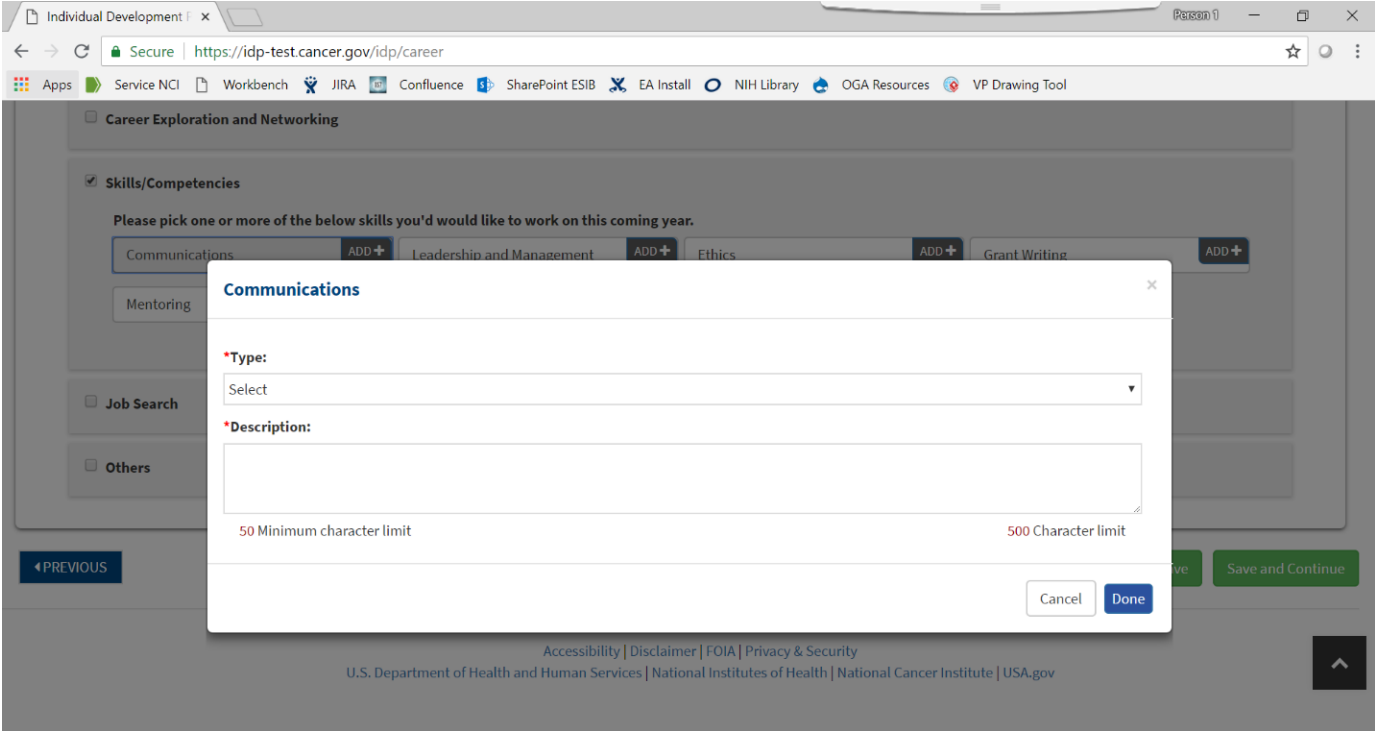 Individual Development P
Person 1
Secure | https://idp-test.cancer.gov/idp/career
Apps Service NCI Workbench JIRA Confluence SharePoint ESIB EA Install NIH Library OGA Resources VP Drawing Tool
Career Exploration and Networking
Skills/Competencies
Please pick one or more of the below skills you'd would like to work on this coming year.
Communications ADD+ Leadership and Management ADD+ Ethics ADD+ Grant Writing ADD+
Mentoring
Communications ×
*Type:
Select
Job Search
*Description:
Others
50 Minimum character limit 500 Character limit
PREVIOUS Save and Continue
Cancel Done
Accessibility | Disclaimer | FOIA | Privacy & Security
U.S. Department of Health and Human Services | National Institutes of Health | National Cancer Institute | USA.gov